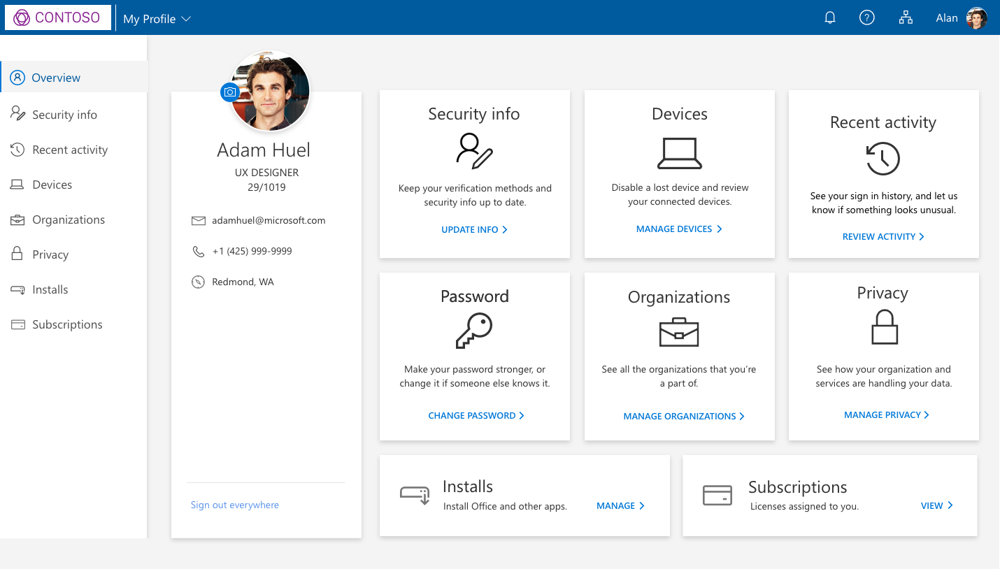 CONTOSO
My Profile
Alan
Overview
Security info
Recent activity
Devices
Organizations
Privacy
Installs
Subscriptions
Adam Huel
UX DESIGNER
29/1019
adamhuel@microsoft.com
+1 (425) 999-9999
Redmond, WA
Sign out everywhere
Security info
Keep your verification methods and
security info up to date.
UPDATE INFO
Devices
Disable a lost device and review
your connected devices.
MANAGE DEVICES
Recent activity
See your sign in history, and let us
know if something looks unusual.
REVIEW ACTIVITY
Password
Make your password stronger, or
change it if someone else knows it.
CHANGE PASSWORD
Organizations
See all the organizations that you’re
a part of.
MANAGE ORGANIZATIONS
Privacy
See how your organization and
services are handling your data.
MANAGE PRIVACY
Installs
Install Office and other apps.
MANAGE
Subscriptions
Licenses assigned to you.
VIEW